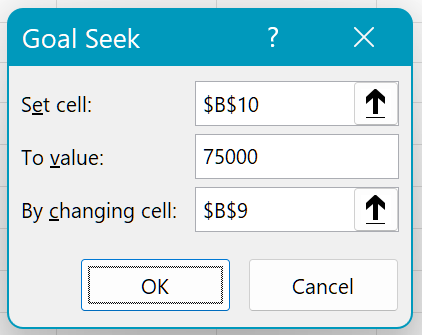 Goal Seek ?
Set cell: $B$10
To value: 75000
By changing cell: $B$9
OK Cancel